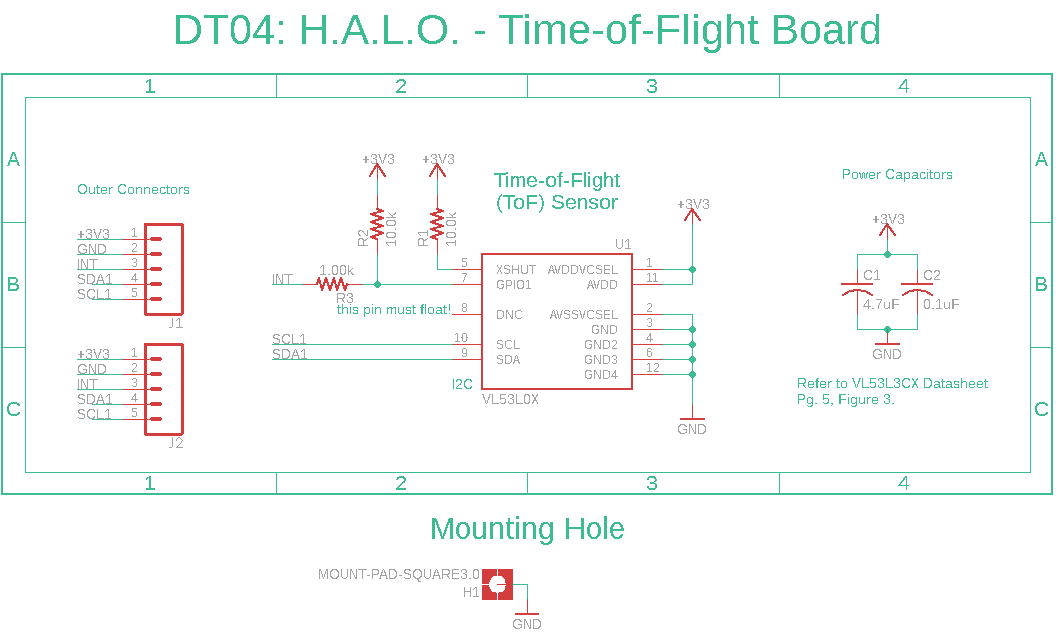 DT04: H.A.L.O. - Time-of-Flight Board
1 2 3 4
A A
+3V3 +3V3
Time-of-Flight
(ToF) Sensor
Power Capacitors
Outer Connectors
+3V3
+3V3
R2 10.0k R1 10.0k
B B
+3V3 1
GND 2
INT 3
SDA1 4
SCL1 5
J1
INT 1.00k R3
this pin must float!
SCL1
SDA1
I2C
U1
5 XSHUT AVDDVCSEL 1
7 GPIO1 AVDD 11
8 DNC AVSSVCSEL 2
GND 3
10 SCL GND2 4
9 SDA GND3 6
GND4 12
VL53L0X
GND
C1 C2
4.7uF 0.1uF
GND
Refer to VL53L3CX Datasheet
Pg. 5, Figure 3.
C C
+3V3 1
GND 2
INT 3
SDA1 4
SCL1 5
J2
1 2 3 4
Mounting Hole
MOUNT-PAD-SQUARE3.0
H1
GND